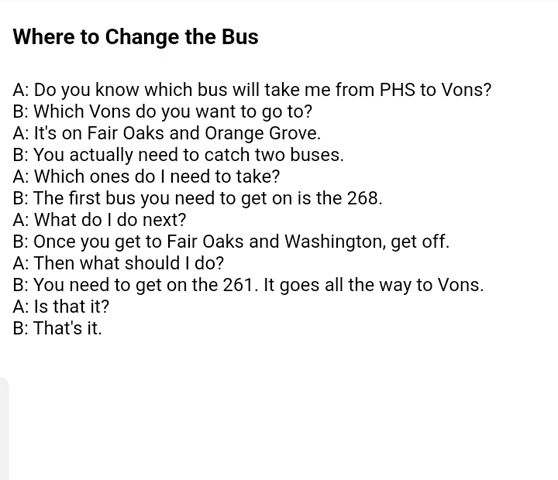 Where to Change the Bus
A: Do you know which bus will take me from PHS to Vons?
B: Which Vons do you want to go to?
A: It's on Fair Oaks and Orange Grove.
B: You actually need to catch two buses.
A: Which ones do I need to take?
B: The first bus you need to get on is the 268.
A: What do I do next?
B: Once you get to Fair Oaks and Washington, get off.
A: Then what should I do?
B: You need to get on the 261. It goes all the way to Vons.
A: Is that it?
B: That's it.